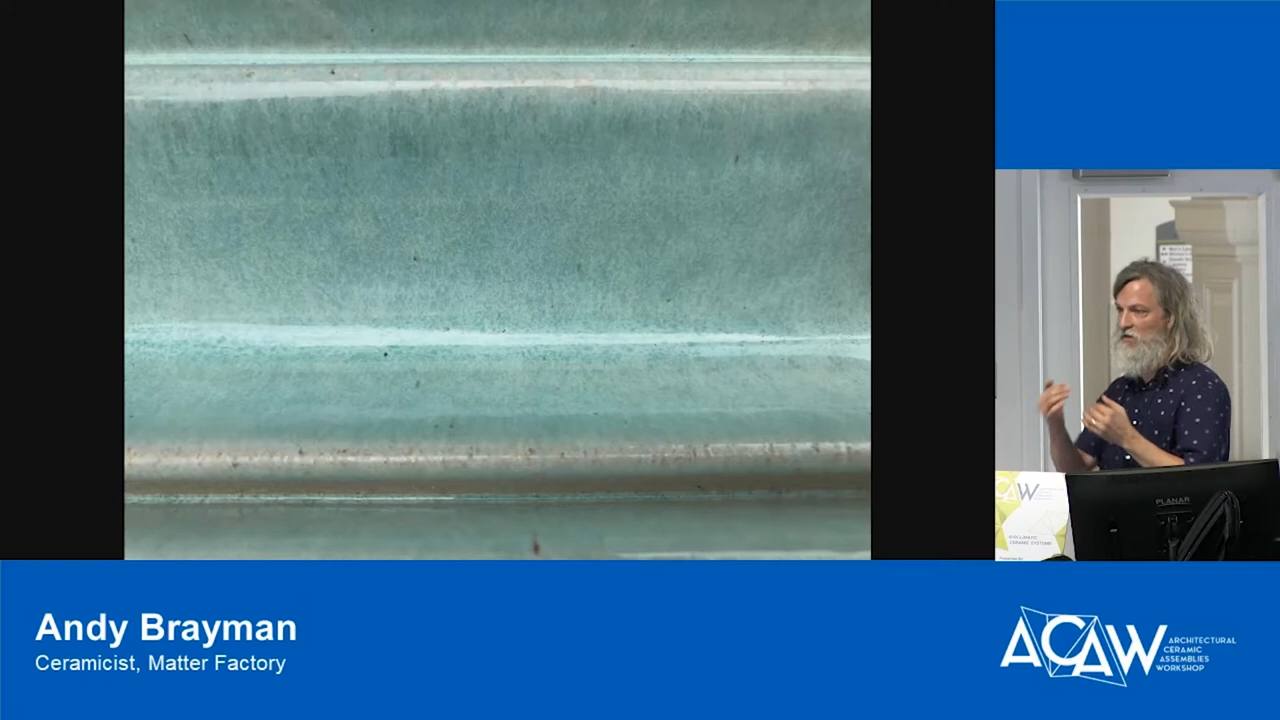 Andy Brayman
Ceramicist, Matter Factory
PLANAR
ACAW
ARCHITECTURAL
CERAMIC
ASSEMBLIES
WORKSHOP